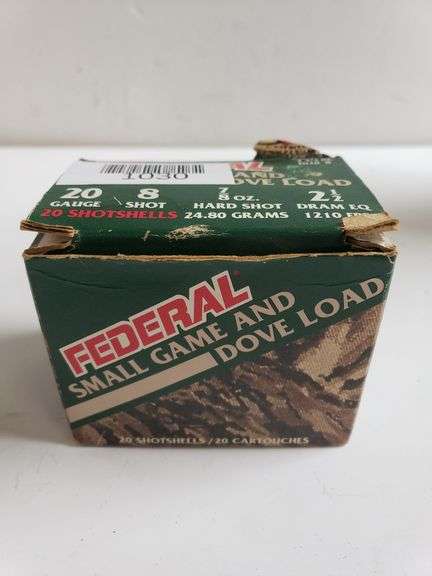 1030
AND
DOVE LOAD
20 8 7/8 OZ. 2 1/2
GAUGE SHOT HARD SHOT DRAM EQ
20 SHOTSHELLS 24.80 GRAMS 1210
FEDERAL
SMALL GAME AND
DOVE LOAD
20 SHOTSHELLS/20 CARTOUCHES